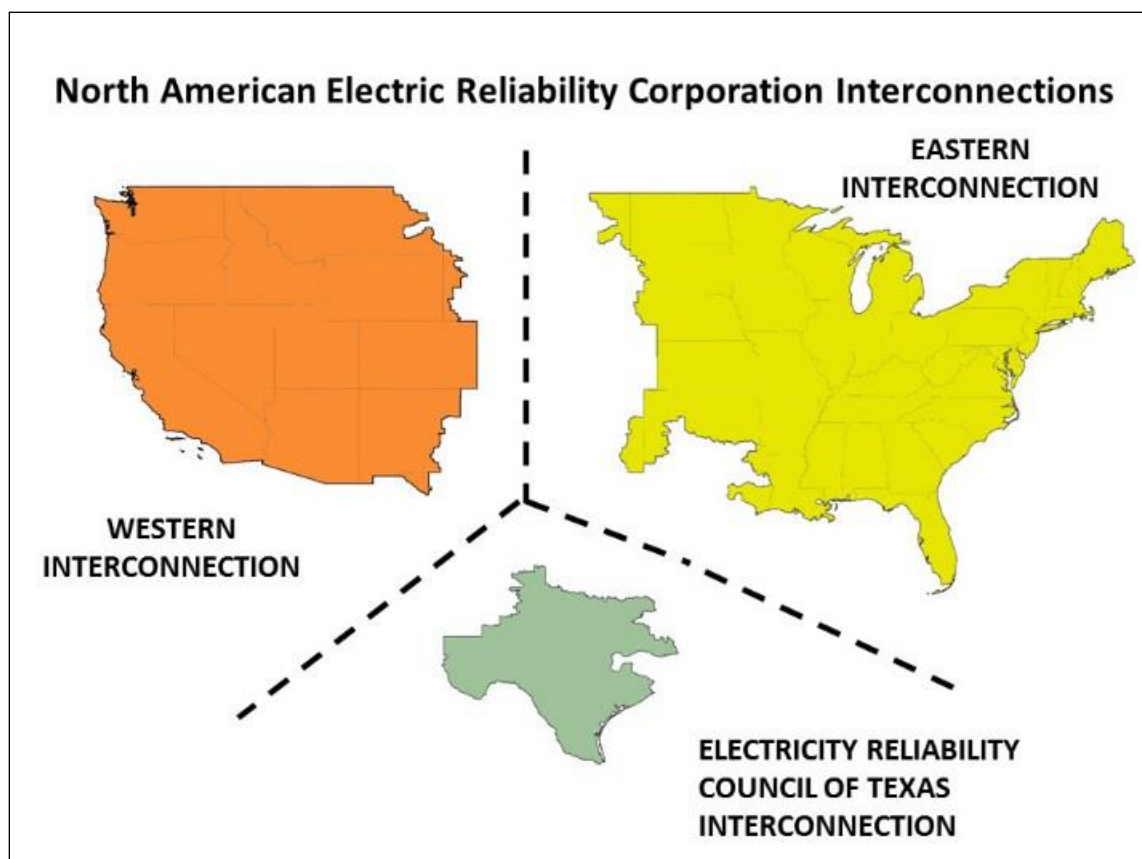 North American Electric Reliability Corporation Interconnections
EASTERN
INTERCONNECTION
WESTERN
INTERCONNECTION
ELECTRICITY RELIABILITY
COUNCIL OF TEXAS
INTERCONNECTION